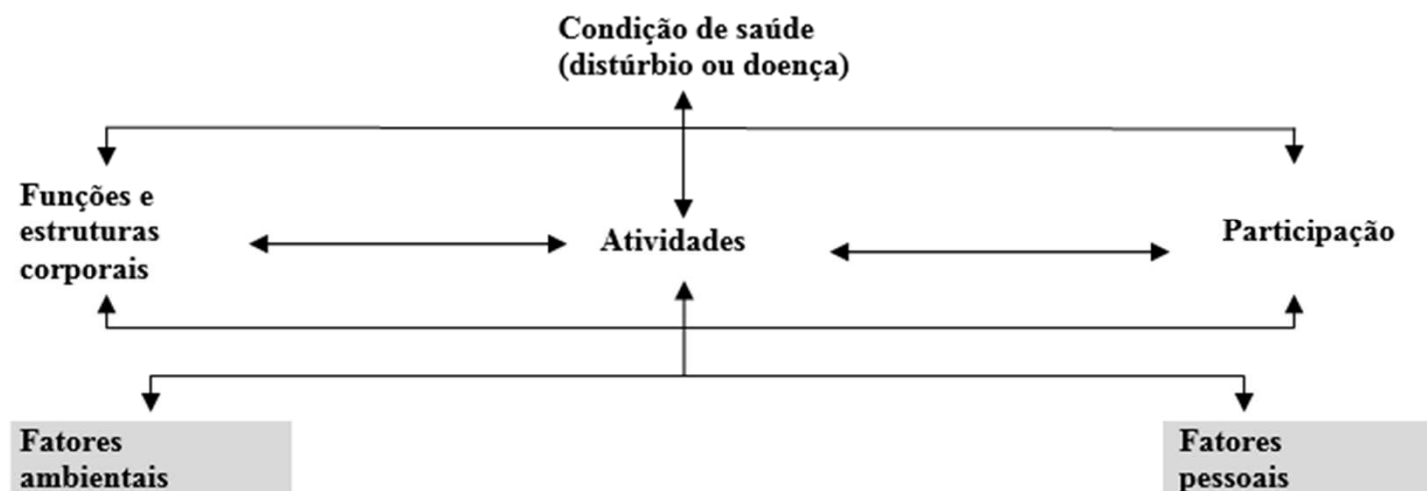 Condição de saúde
(distúrbio ou doença)
Funções e
estruturas
corporais
Atividades
Participação
Fatores
ambientais
Fatores
pessoais